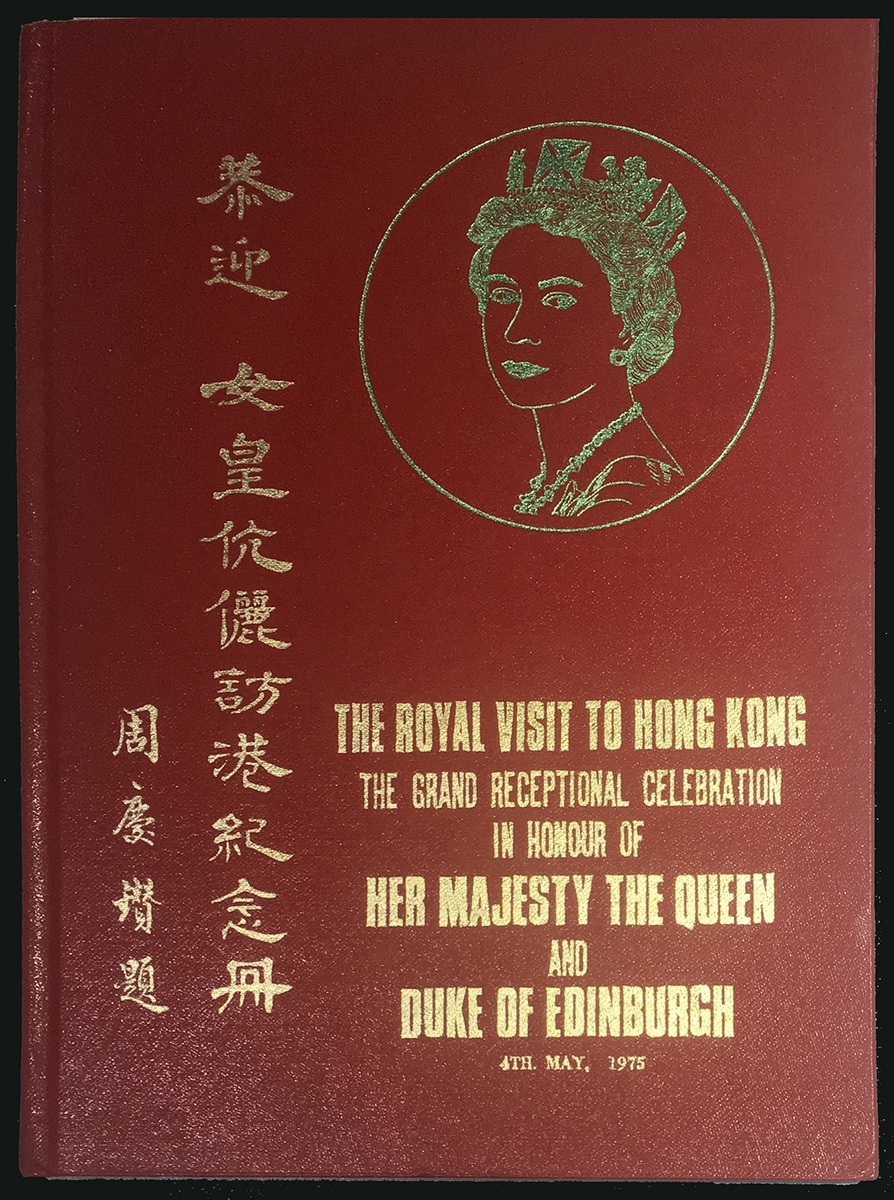 恭迎 女皇伉儷訪港紀念冊
周慶 題
THE ROYAL VISIT TO HONG KONG
THE GRAND RECEPTIONAL CELEBRATION
IN HONOUR OF
HER MAJESTY THE QUEEN
AND
DUKE OF EDINBURGH
4TH. MAY, 1975